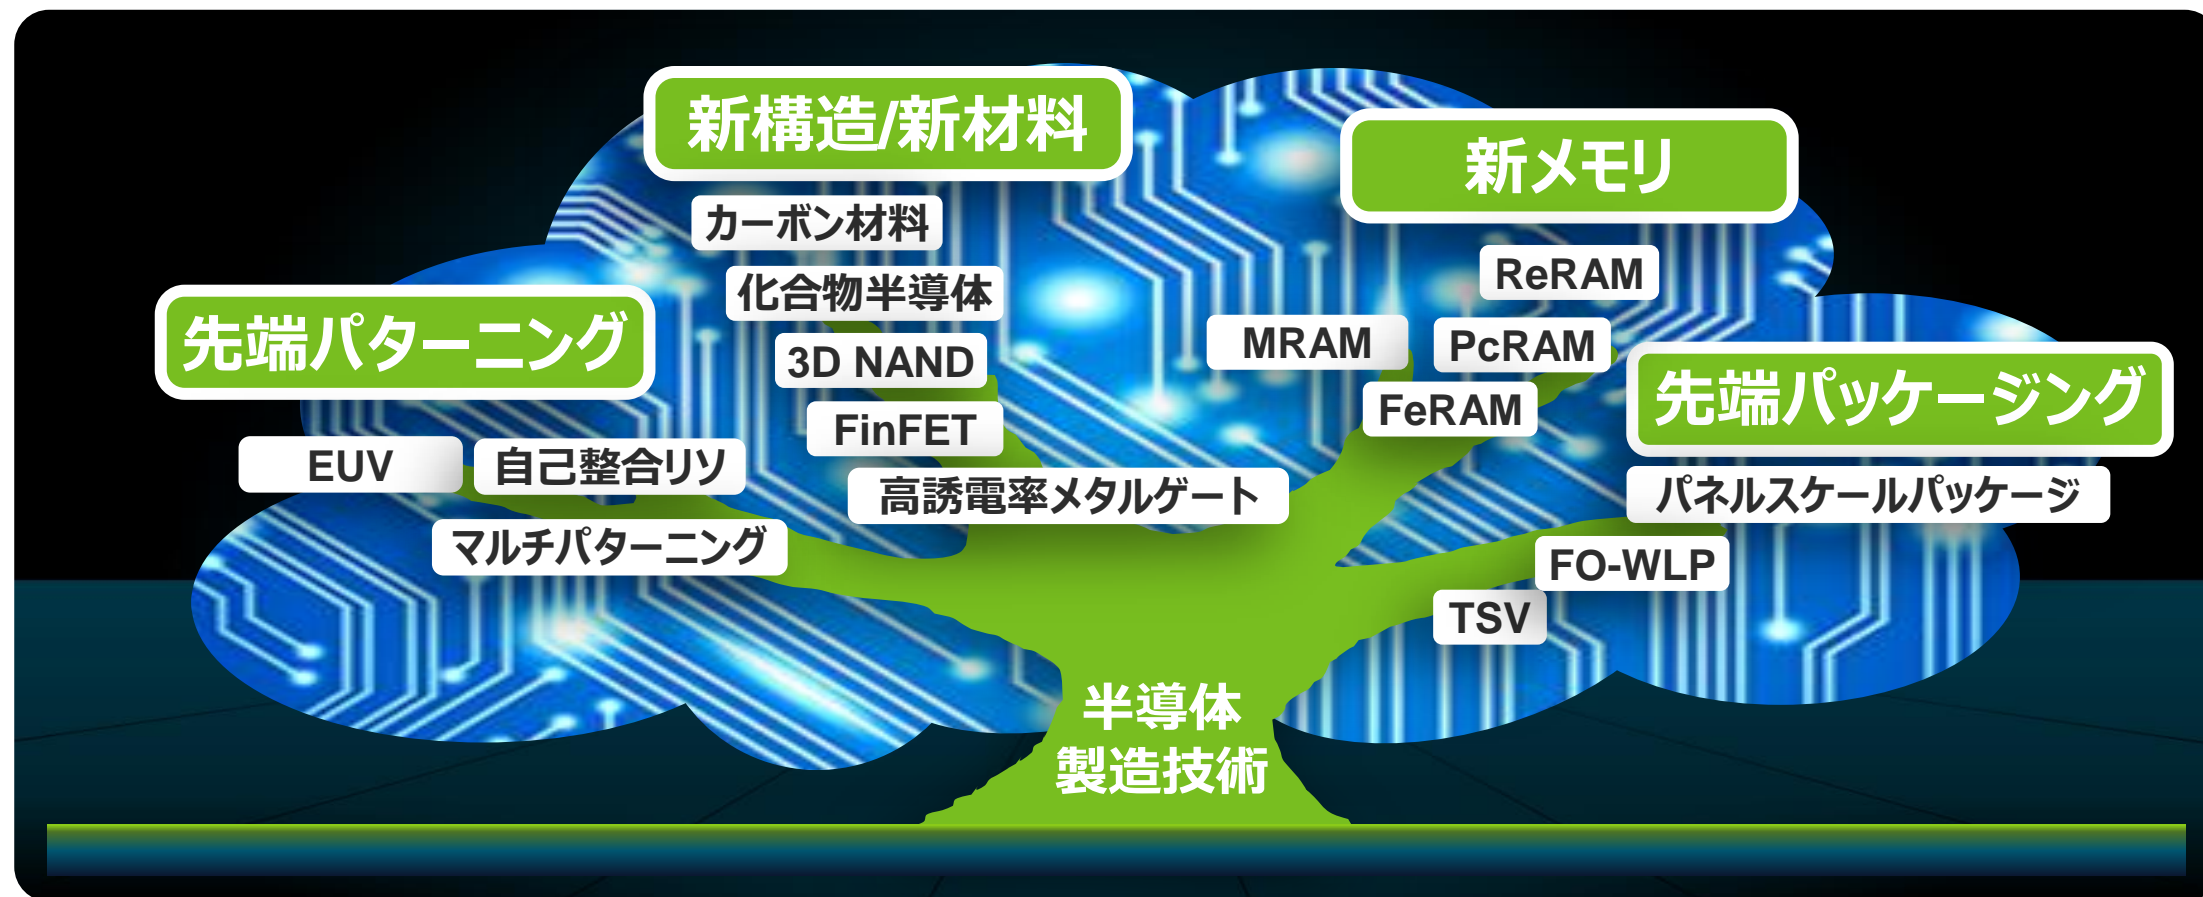 新構造/新材料
カーボン材料
化合物半導体
3D NAND
FinFET
高誘電率メタルゲート
新メモリ
ReRAM
MRAM
PcRAM
FeRAM
先端パターニング
EUV
自己整合リソ
マルチパターニング
先端パッケージング
パネルスケールパッケージ
FO-WLP
TSV
半導体
製造技術